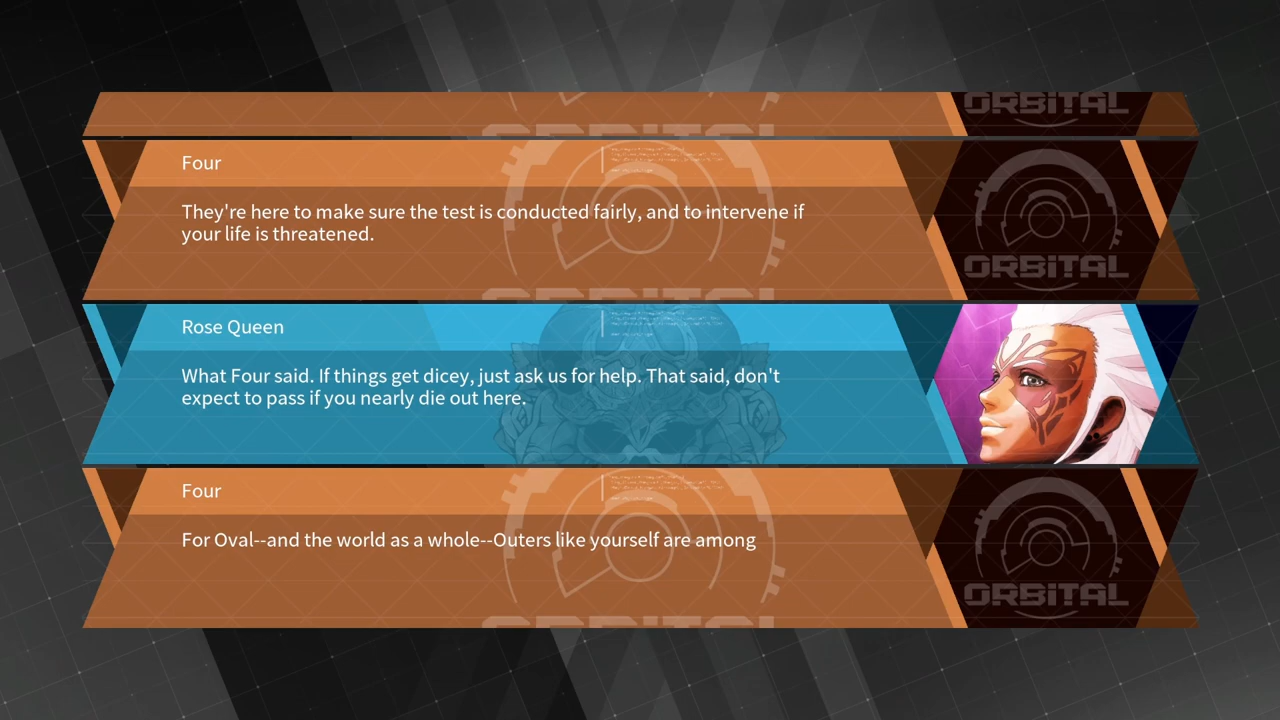 ORBITAL
Four
They're here to make sure the test is conducted fairly, and to intervene if
your life is threatened.
ORBITAL
Rose Queen
What Four said. If things get dicey, just ask us for help. That said, don't
expect to pass if you nearly die out here.
Four
For Oval--and the world as a whole--Outers like yourself are among
ORBITAL